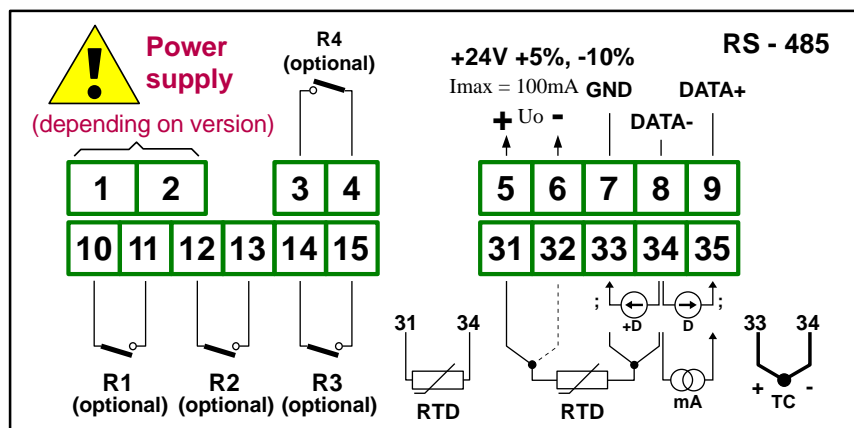 Power
supply
(depending on version)
R4
(optional)
+24V +5%, -10%
Imax = 100mA
+ Uo -
GND
DATA-
DATA+
RS - 485
1 2 3 4 5 6 7 8 9
10 11 12 13 14 15 31 32 33 34 35
; +D D ;
31 34
33 34
R1
(optional)
R2
(optional)
R3
(optional)
RTD
RTD
mA
+ TC -